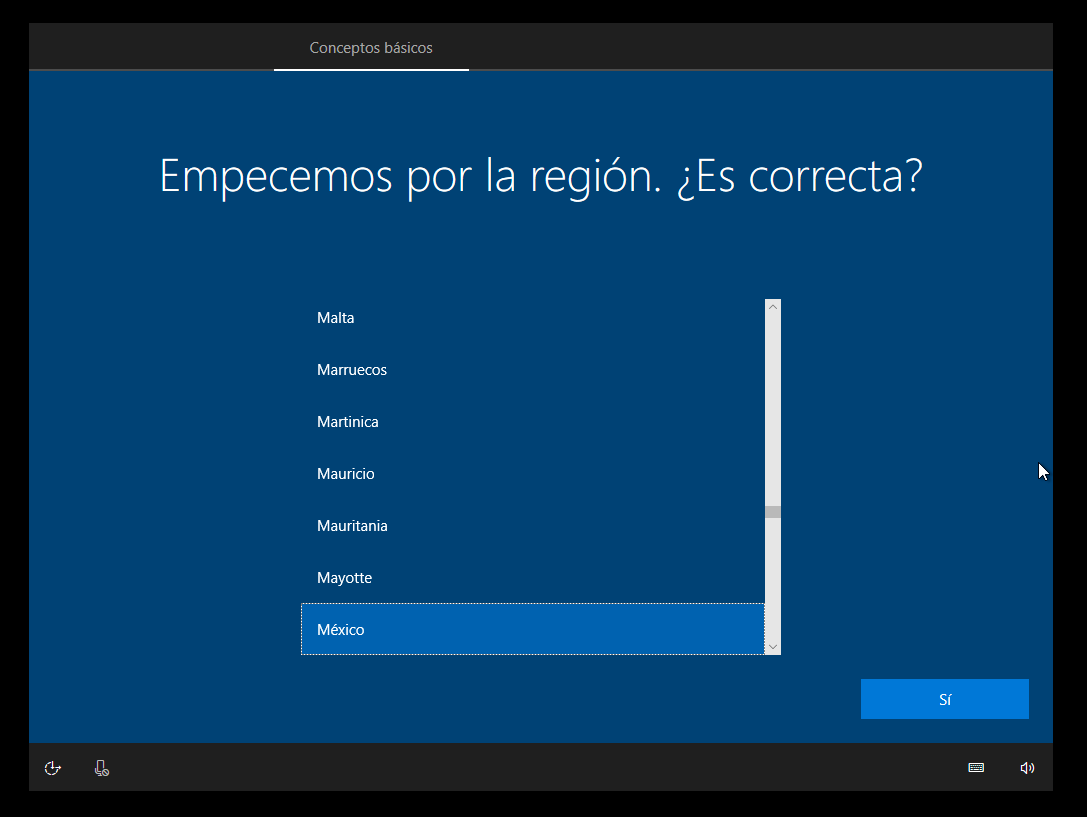 Conceptos básicos
Empecemos por la región. ¿Es correcta?
Malta
Marruecos
Martinica
Mauricio
Mauritania
Mayotte
México
Sí